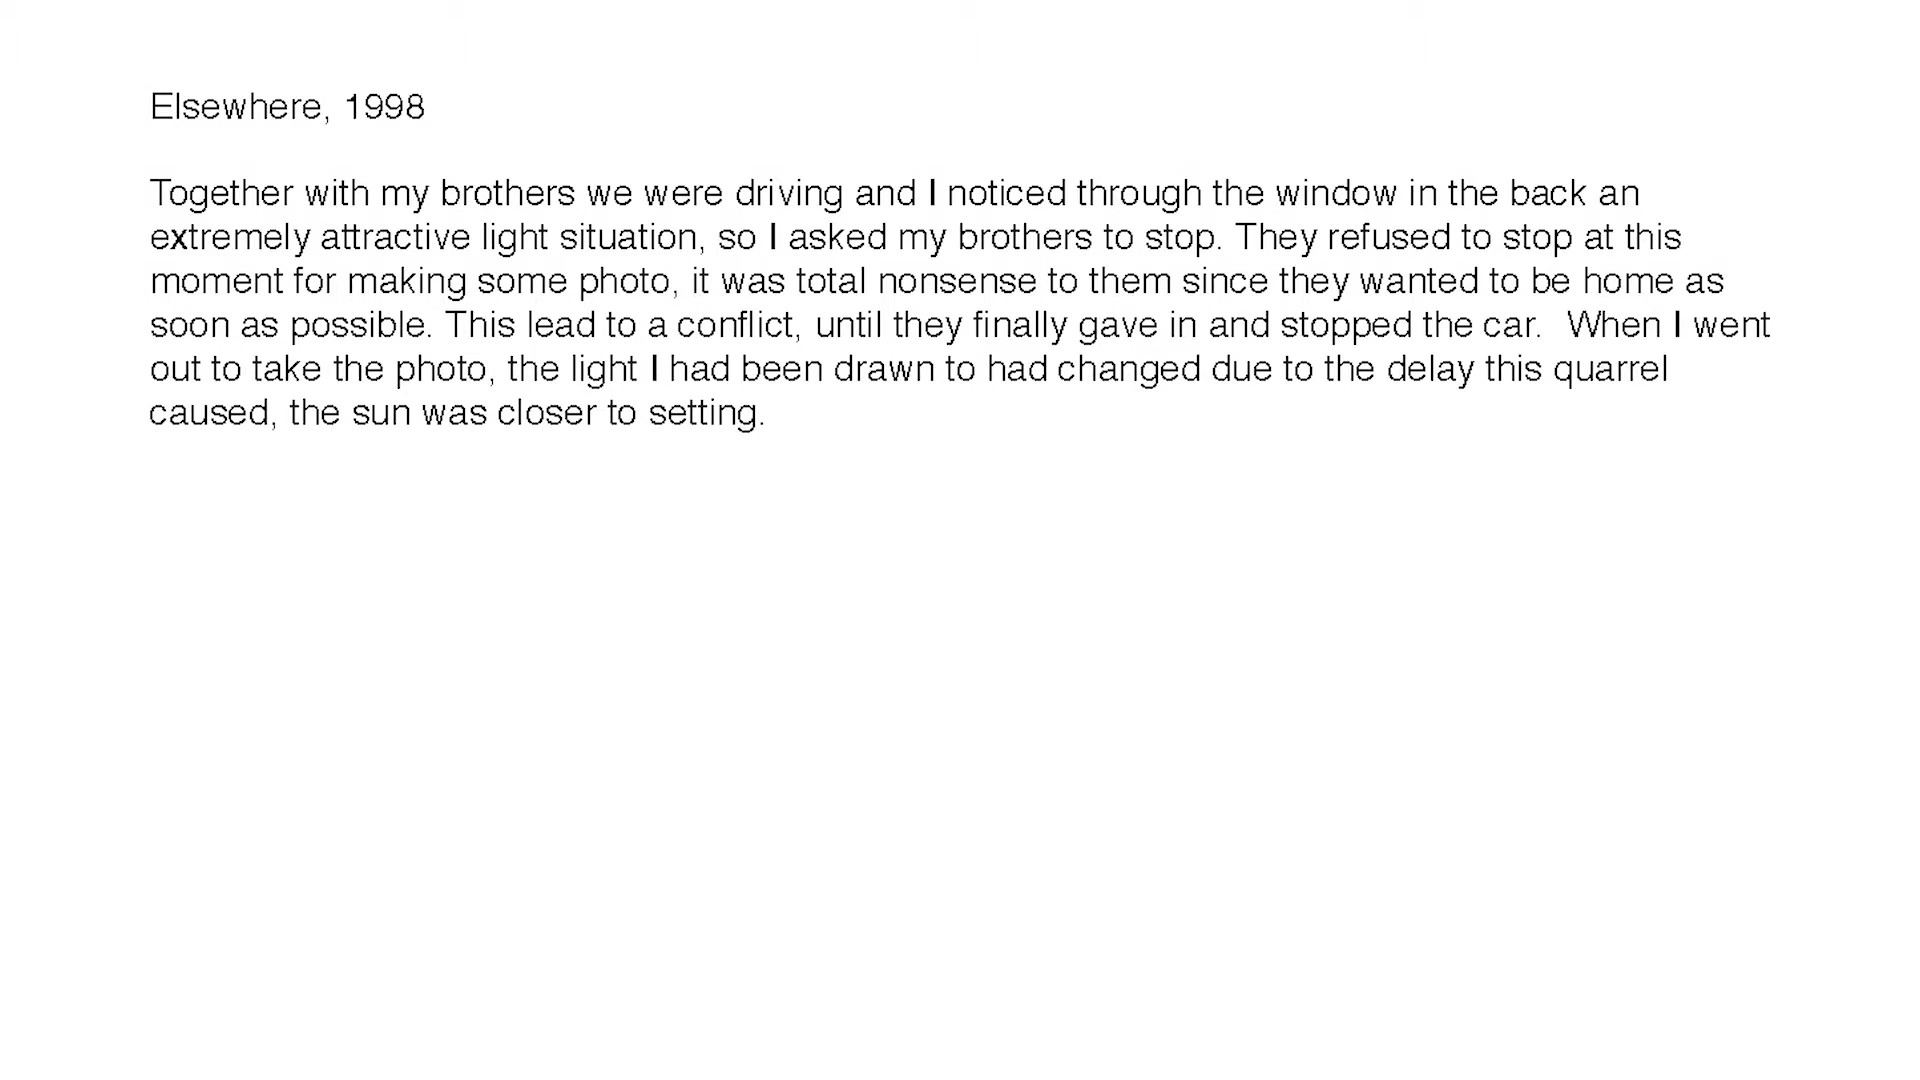 Elsewhere, 1998
Together with my brothers we were driving and I noticed through the window in the back an
extremely attractive light situation, so I asked my brothers to stop. They refused to stop at this
moment for making some photo, it was total nonsense to them since they wanted to be home as
soon as possible. This lead to a conflict, until they finally gave in and stopped the car.  When I went
out to take the photo, the light I had been drawn to had changed due to the delay this quarrel
caused, the sun was closer to setting.